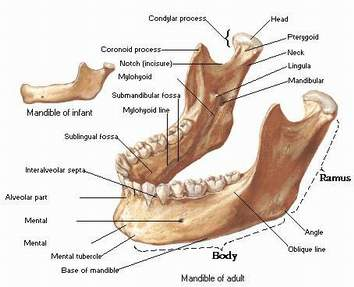 Condylar process
Head
Pterygoid
Coronoid process
Neck
Notch (incisure)
Lingula
Mylohyoid
Mandibular
Submandibular fossa
Mylohyoid line
Mandible of infant
Sublingual fossa
Interalveolar septa
Ramus
Alveolar part
Mental
Angle
Mental
Oblique line
Mental tubercle
Body
Base of mandible
Mandible of adult